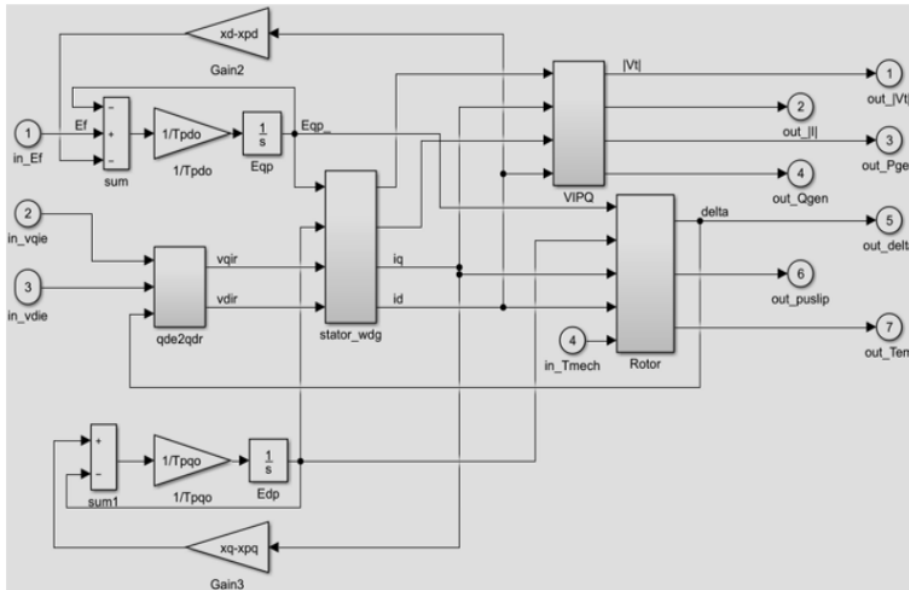 xd-xpd
Gain2
1
in_Ef
Ef
−
+
−
sum
1/Tpdo
1/Tpdo
1
s
Eqp
Eqp_
|Vt|
VIPQ
1
out_|Vt|
2
out_|I|
3
out_Pge
4
out_Qgen
2
in_vqie
3
in_vdie
qde2qdr
vqir
vdir
iq
id
stator_wdg
delta
5
out_delt
6
out_puslip
7
out_Tem
4
in_Tmech
Rotor
+
−
sum1
1/Tpqo
1/Tpqo
1
s
Edp
xq-xpq
Gain3